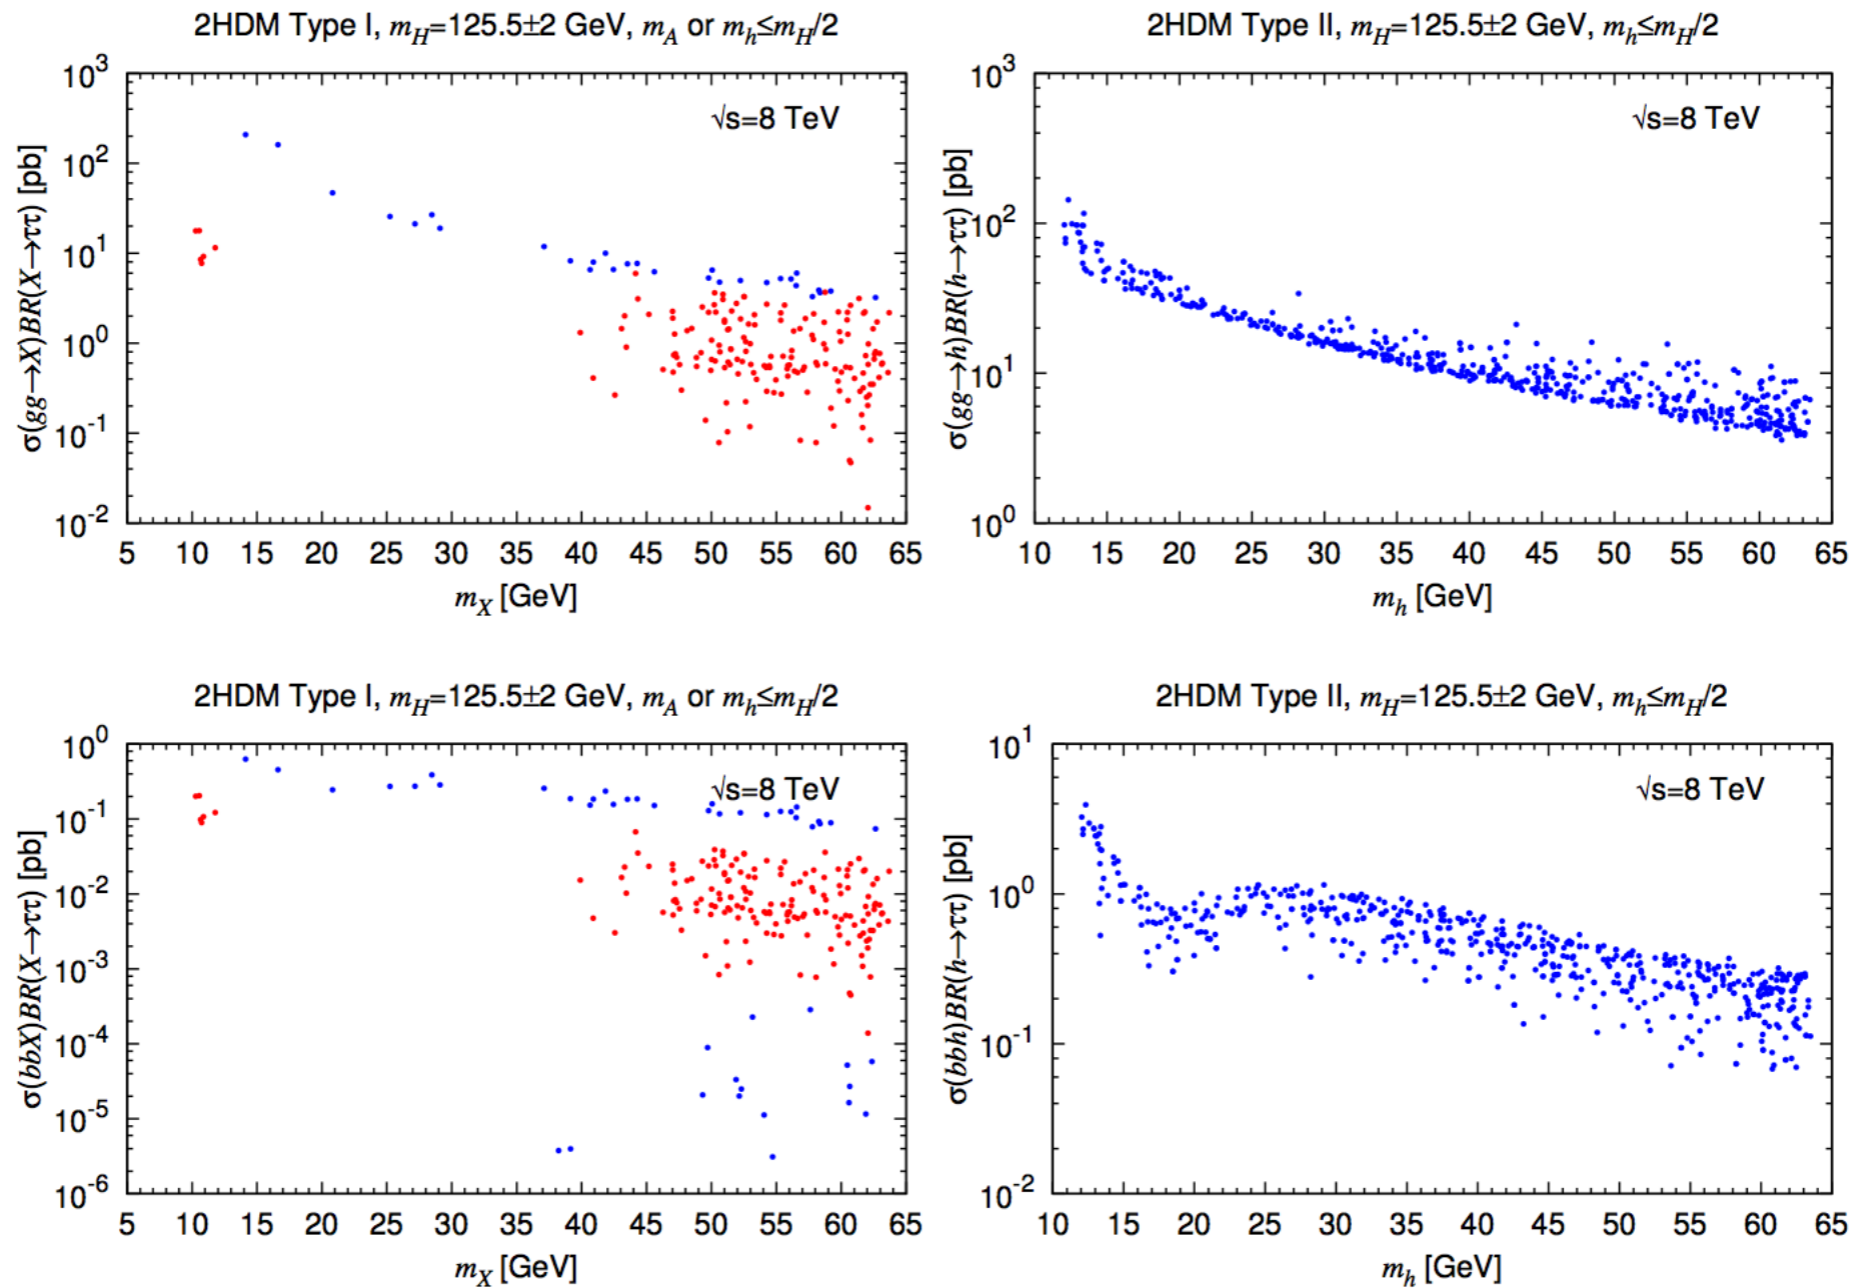 2HDM Type I, m_H=125.5±2 GeV, m_A or m_h≤m_H/2
√s=8 TeV
σ(gg→X)BR(X→ττ) [pb]
10^3
10^2
10^1
10^0
10^-1
10^-2
5 10 15 20 25 30 35 40 45 50 55 60 65
m_X [GeV]
2HDM Type II, m_H=125.5±2 GeV, m_h≤m_H/2
√s=8 TeV
σ(gg→h)BR(h→ττ) [pb]
10^3
10^2
10^1
10^0
10 15 20 25 30 35 40 45 50 55 60 65
m_h [GeV]
2HDM Type I, m_H=125.5±2 GeV, m_A or m_h≤m_H/2
√s=8 TeV
σ(bbX)BR(X→ττ) [pb]
10^0
10^-1
10^-2
10^-3
10^-4
10^-5
10^-6
5 10 15 20 25 30 35 40 45 50 55 60 65
m_X [GeV]
2HDM Type II, m_H=125.5±2 GeV, m_h≤m_H/2
√s=8 TeV
σ(bbh)BR(h→ττ) [pb]
10^1
10^0
10^-1
10^-2
10 15 20 25 30 35 40 45 50 55 60 65
m_h [GeV]